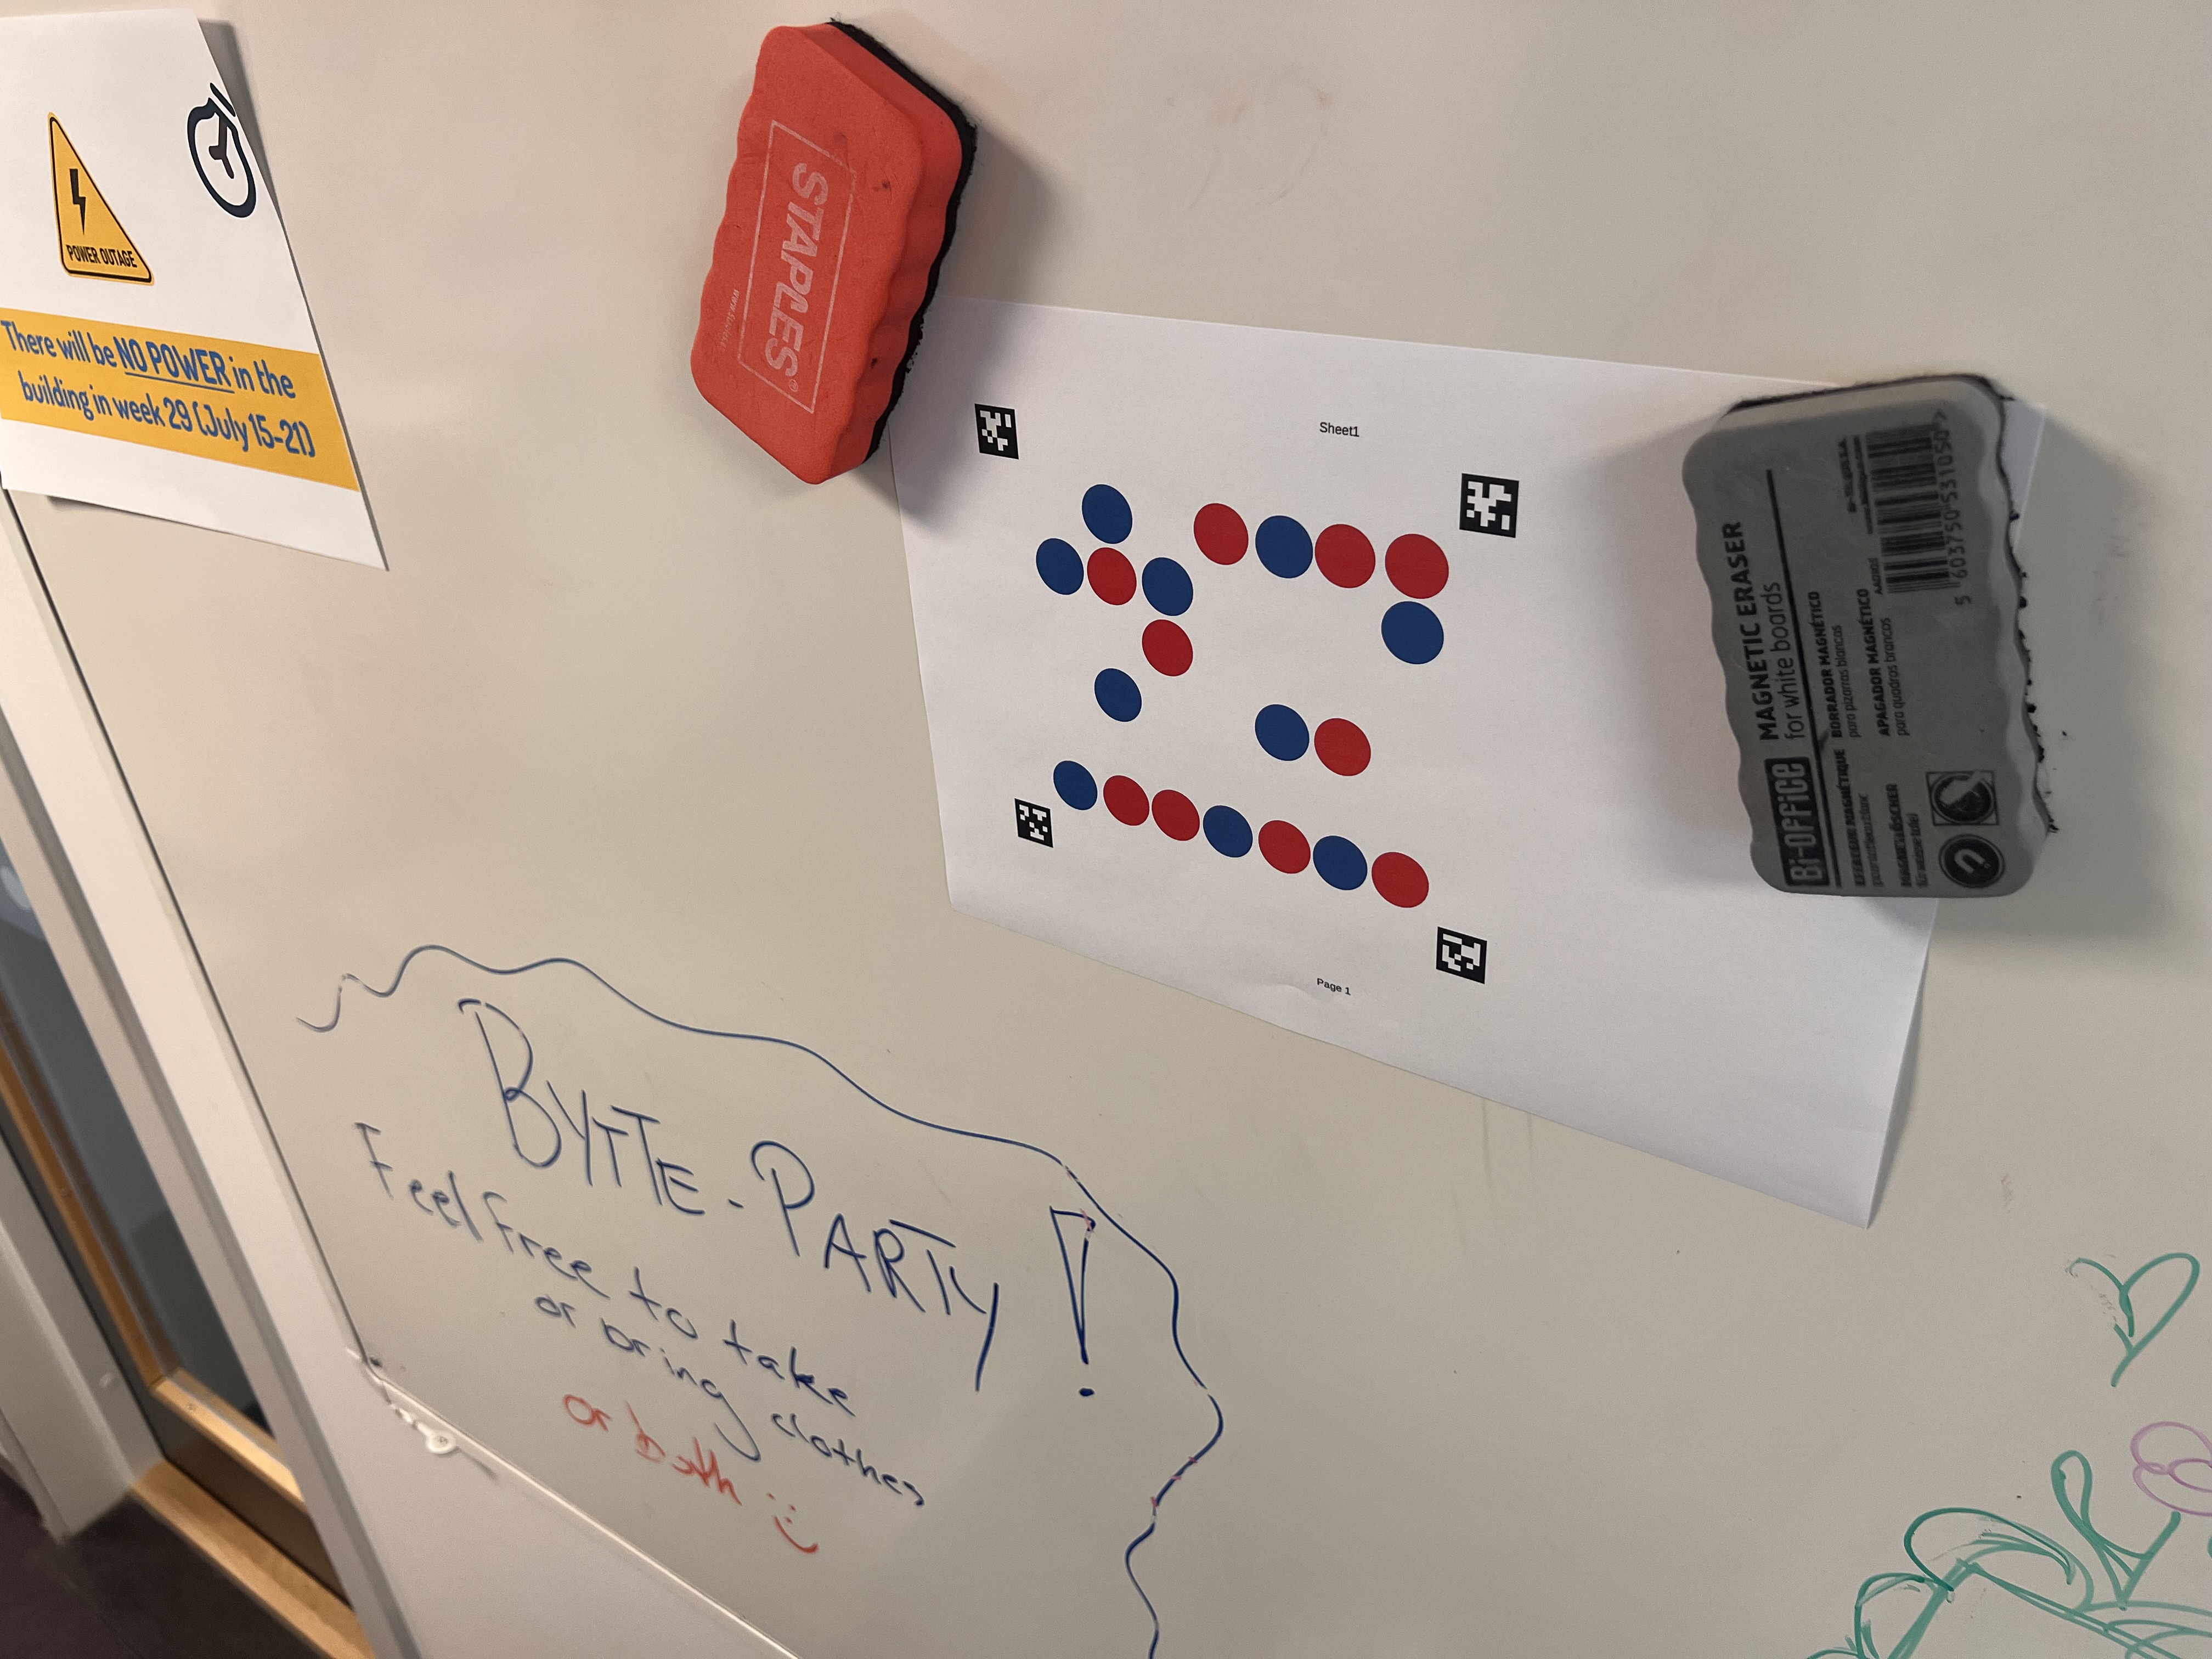 POWER OUTAGE
There will be NO POWER in the
building in week 29 (July 15-21)
STAPLES®
Sheet1
Page 1
Bi-OFFiCE
MAGNETIC ERASER
for white boards
BORRADOR MAGNÉTICO
para pizarras blancas
APAGADOR MAGNÉTICO
para quadros brancos
5 603750 531050 >
BYTTE-PARTY!
Feel free to take
or bring clothes
or both :)